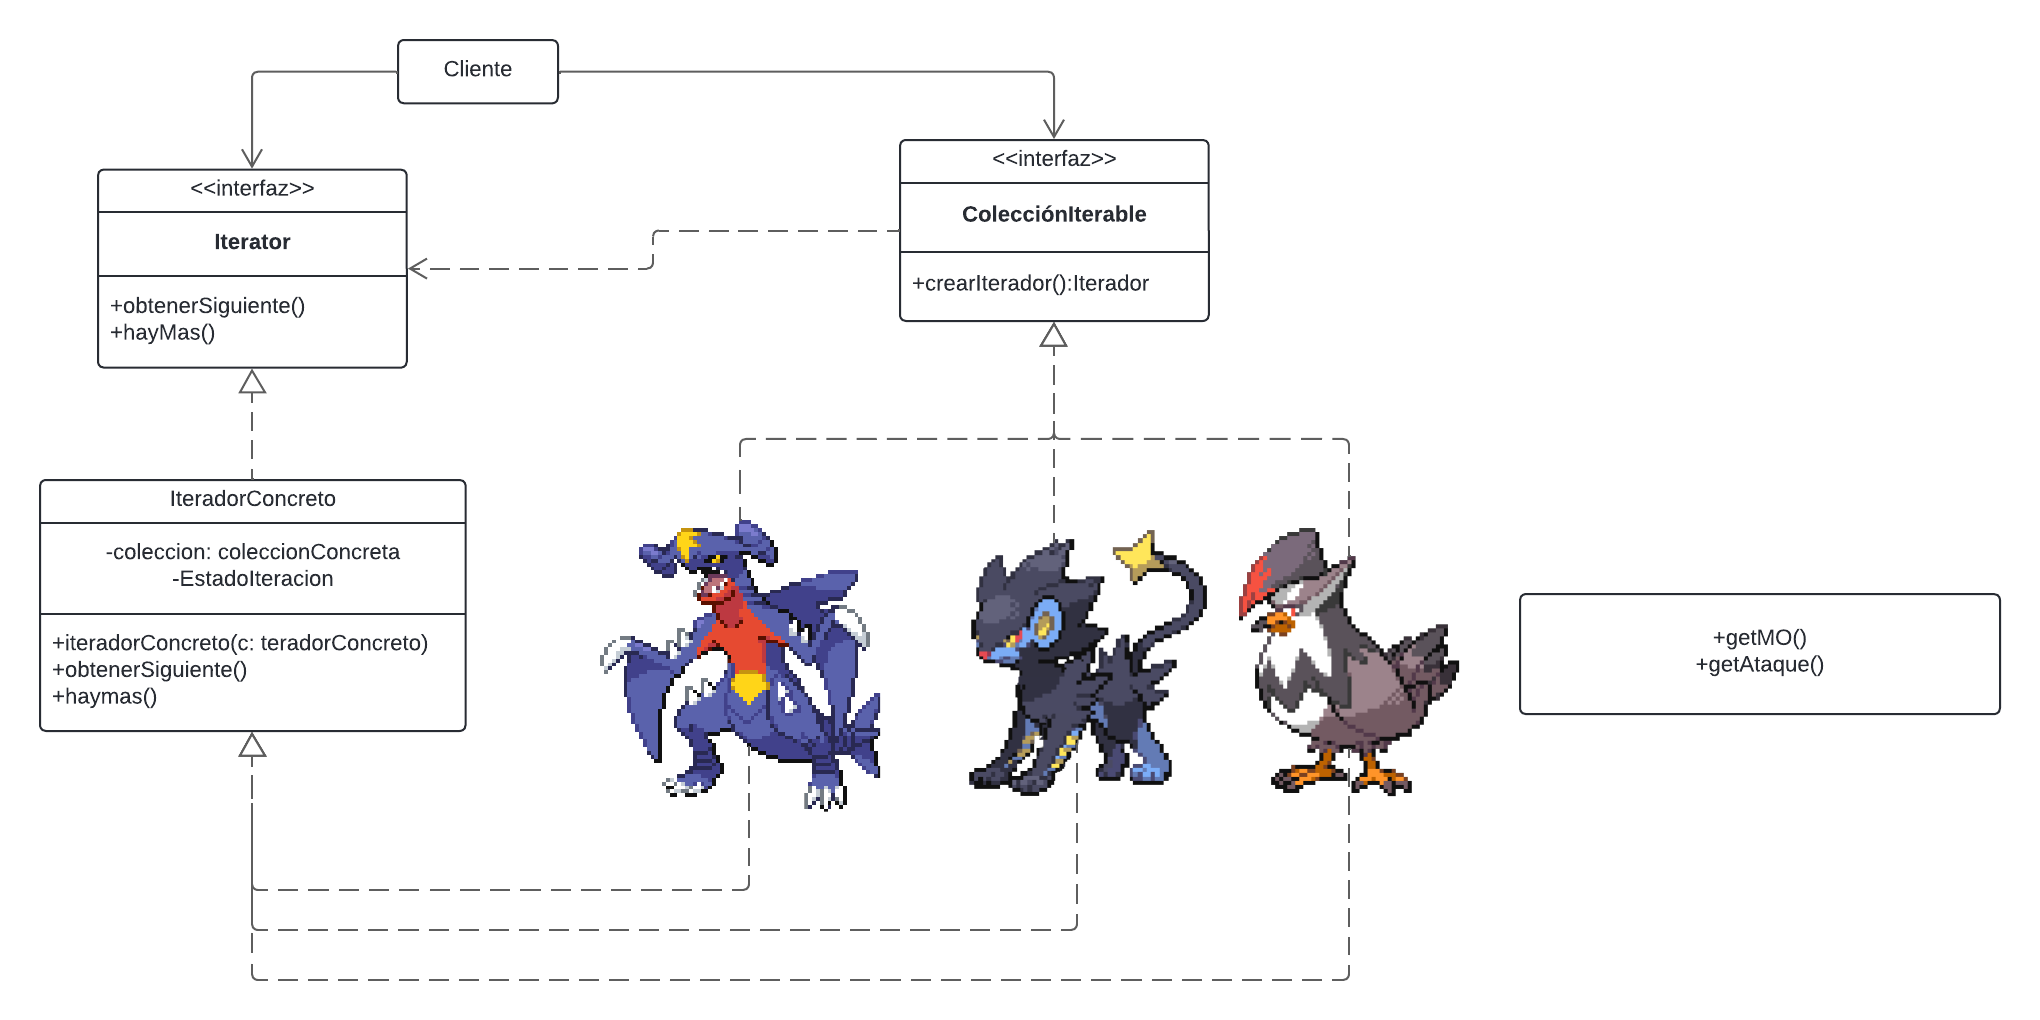 Cliente
<<interfaz>>
Iterator
+obtenerSiguiente()
+hayMas()
<<interfaz>>
ColecciónIterable
+crearIterador():Iterador
IteradorConcreto
-coleccion: coleccionConcreta
-EstadoIteracion
+iteradorConcreto(c: teradorConcreto)
+obtenerSiguiente()
+haymas()
+getMO()
+getAtaque()